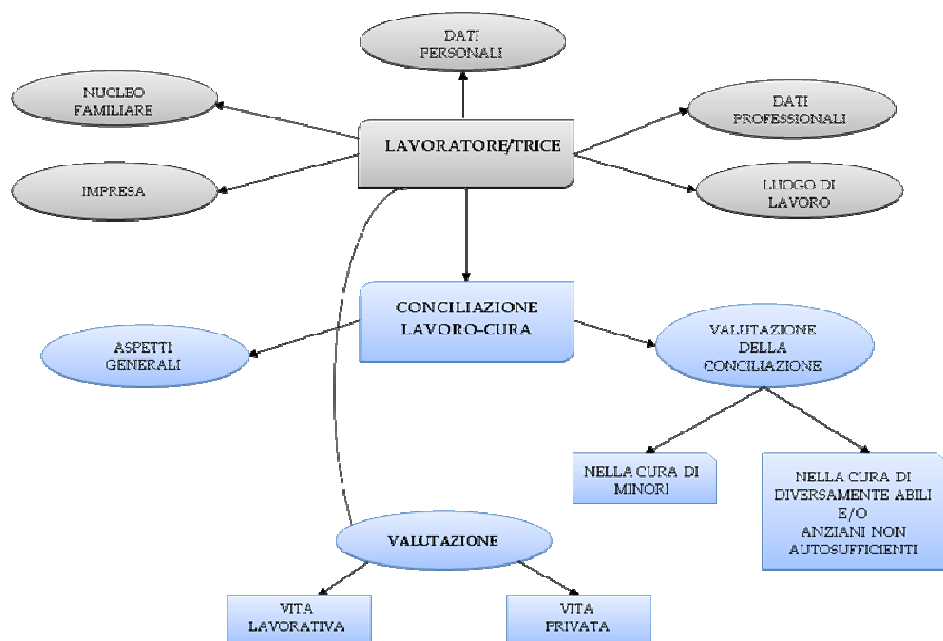 DATI
PERSONALI
NUCLEO
FAMILIARE
DATI
PROFESSIONALI
LAVORATORE/TRICE
IMPRESA
LUOGO DI
LAVORO
CONCILIAZIONE
LAVORO-CURA
ASPETTI
GENERALI
VALUTAZIONE
DELLA
CONCILIAZIONE
NELLA CURA DI
MINORI
NELLA CURA DI
DIVERSAMENTE ABILI
E/O
ANZIANI NON
AUTOSUFFICIENTI
VALUTAZIONE
VITA
LAVORATIVA
VITA
PRIVATA